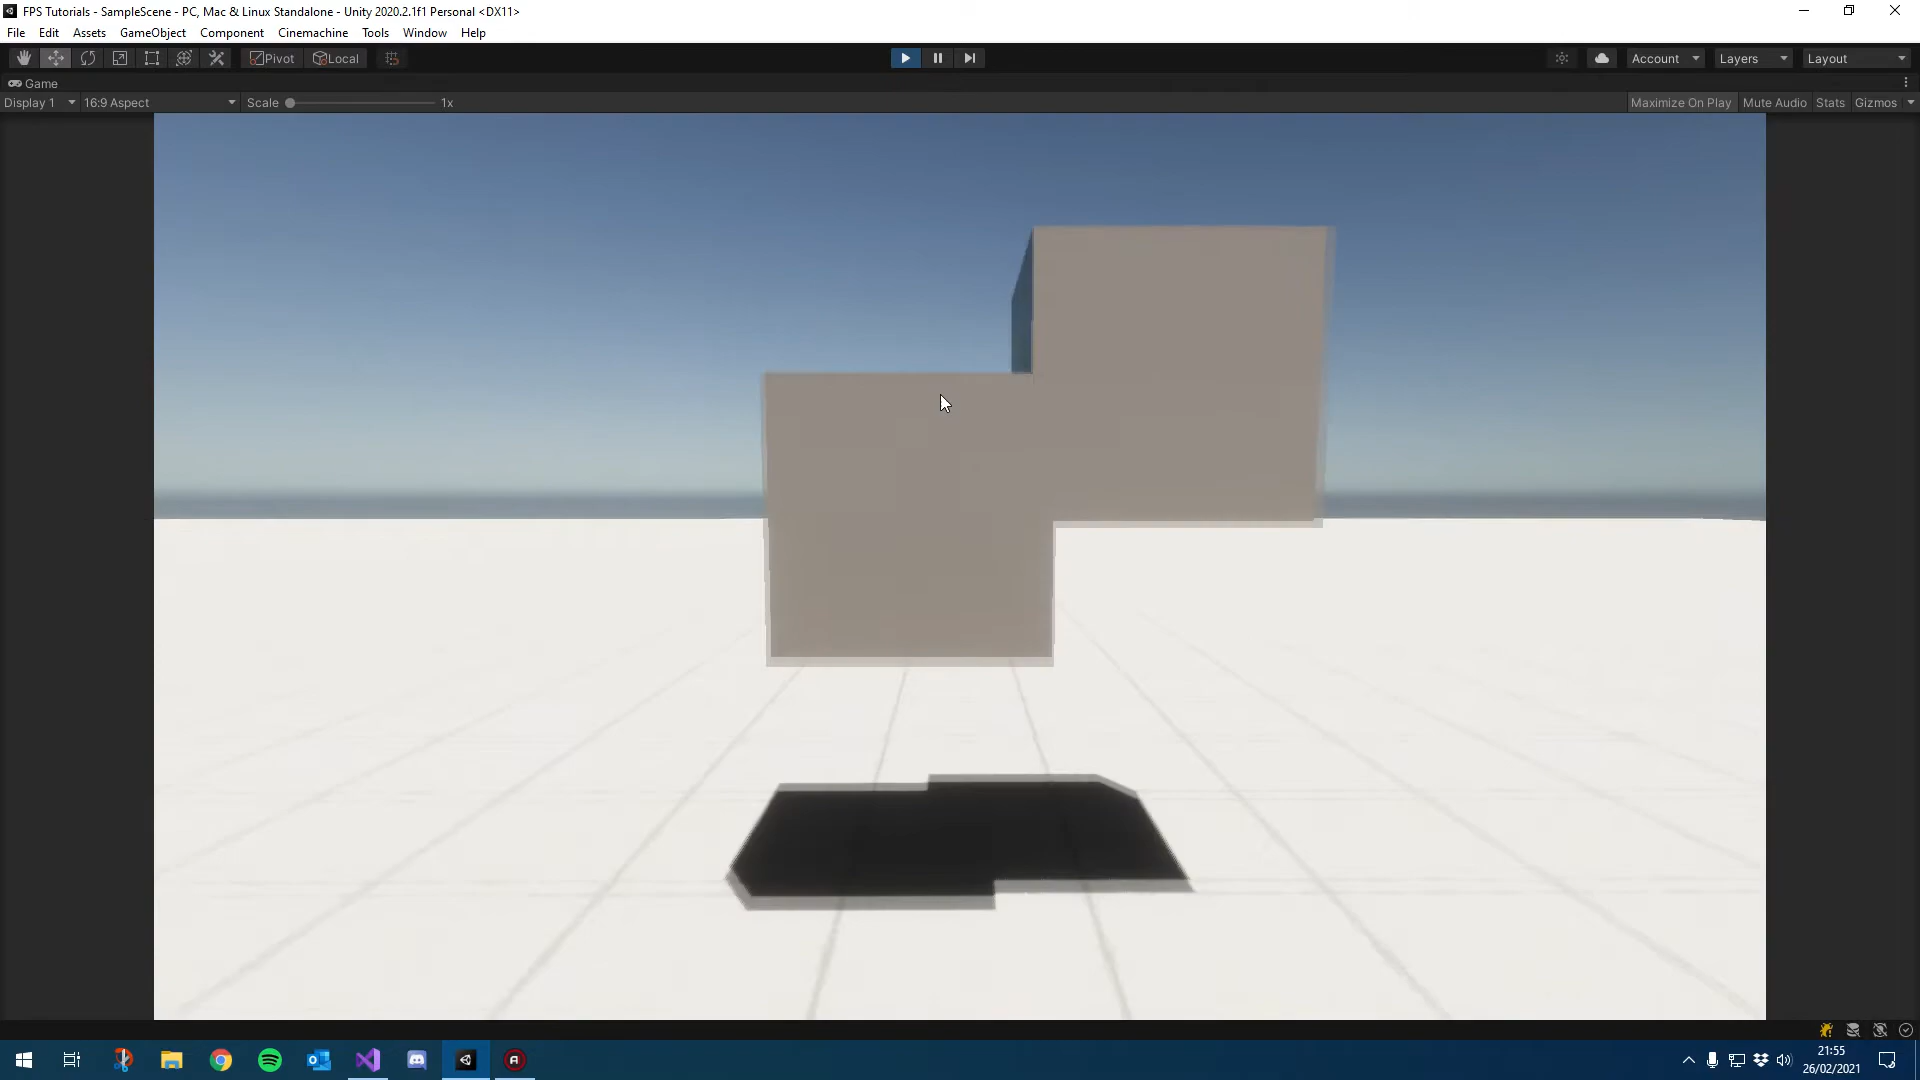 FPS Tutorials - SampleScene - PC, Mac & Linux Standalone - Unity 2020.2.1f1 Personal <DX11>
File Edit Assets GameObject Component Cinemachine Tools Window Help
Pivot Local Account Layers Layout
Game
Display 1 16:9 Aspect Scale 1x Maximize On Play Mute Audio Stats Gizmos
21:55
26/02/2021